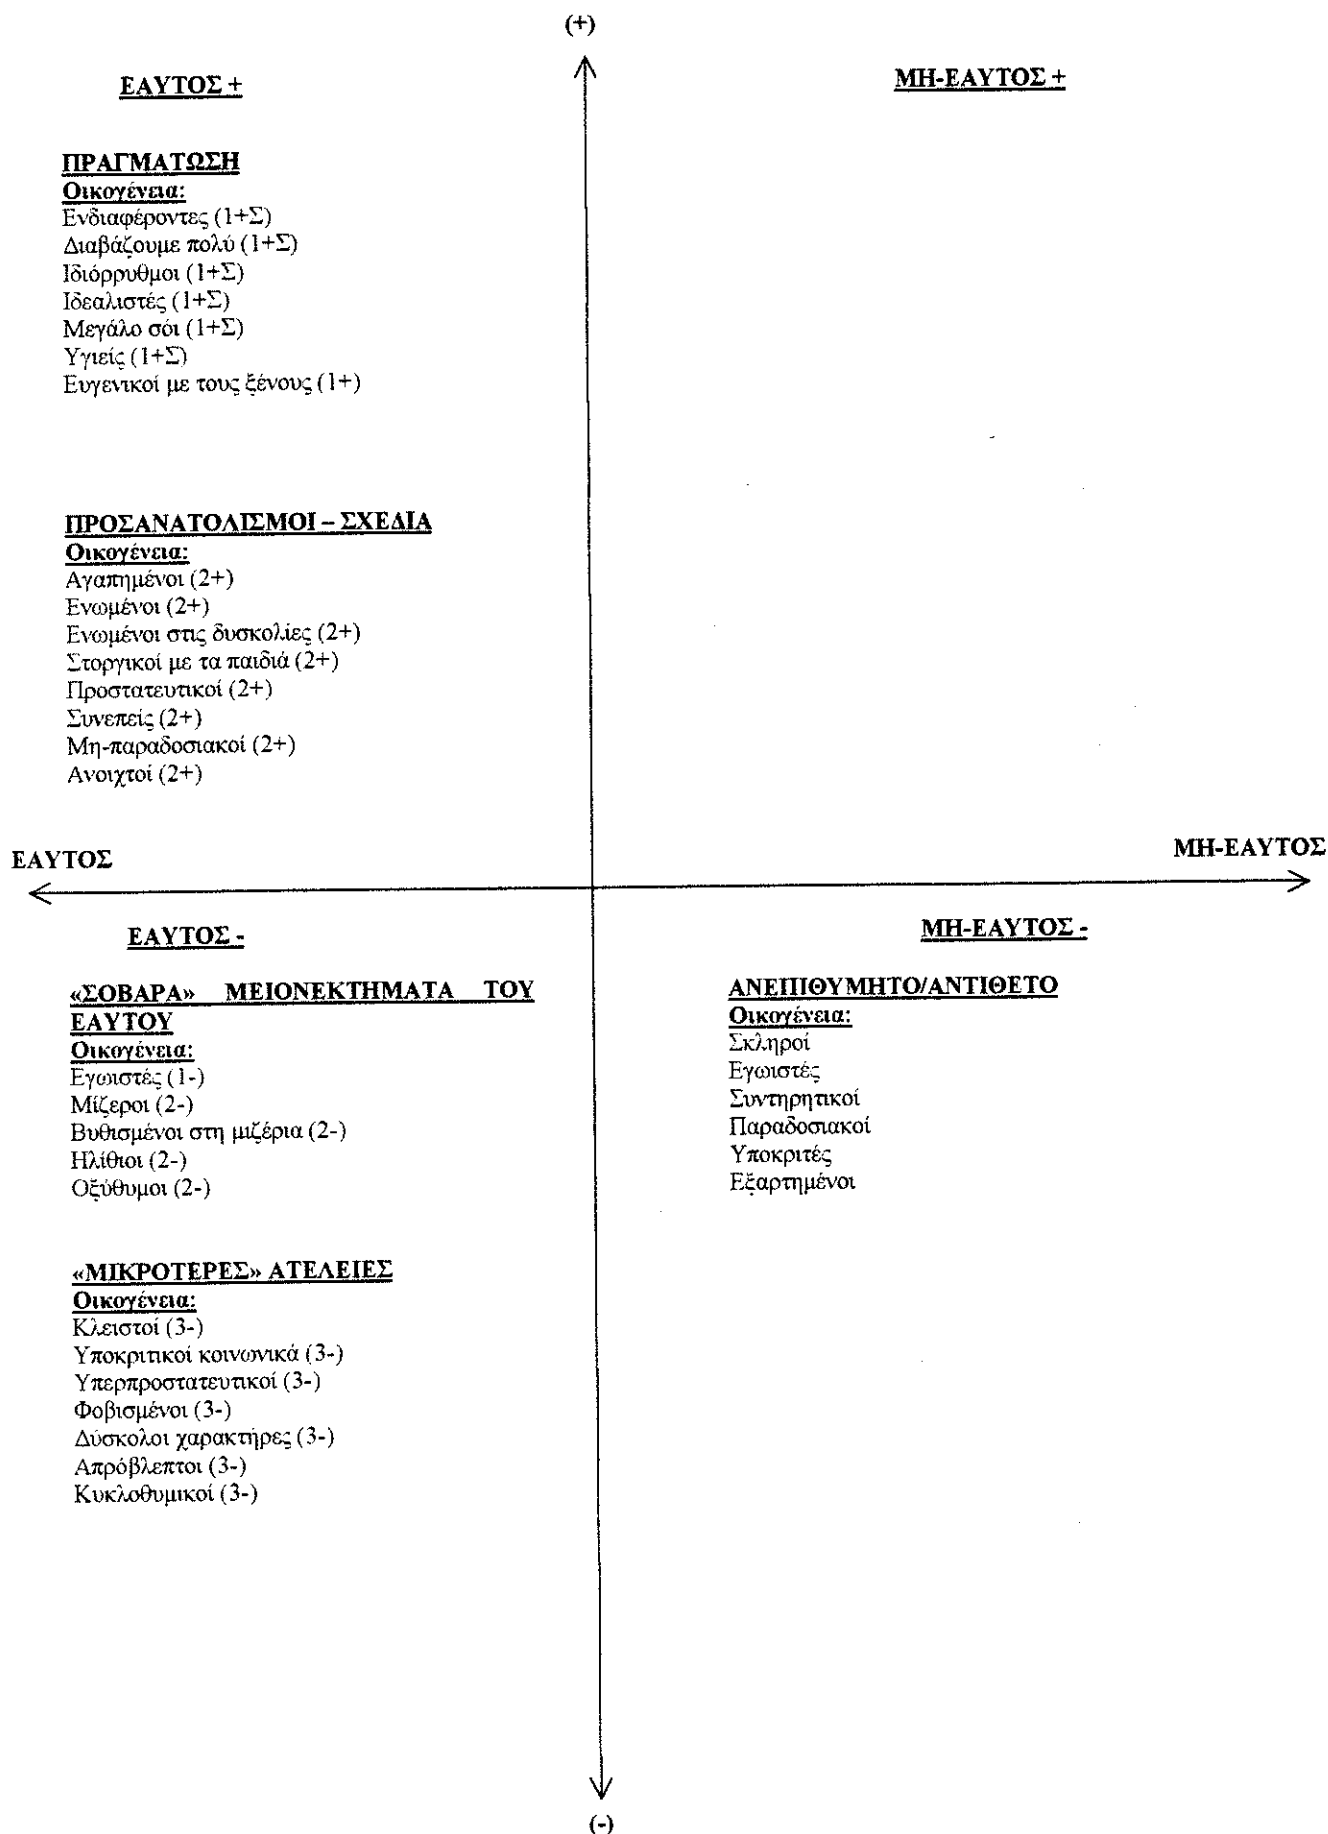 (+)
ΕΑΥΤΟΣ +
ΜΗ-ΕΑΥΤΟΣ +
ΠΡΑΓΜΑΤΩΣΗ
Οικογένεια:
Ενδιαφέροντες (1+Σ)
Διαβάζουμε πολύ (1+Σ)
Ιδιόρρυθμοι (1+Σ)
Ιδεαλιστές (1+Σ)
Μεγάλο σόι (1+Σ)
Υγιείς (1+Σ)
Ευγενικοί με τους ξένους (1+)
ΠΡΟΣΑΝΑΤΟΛΙΣΜΟΙ – ΣΧΕΔΙΑ
Οικογένεια:
Αγαπημένοι (2+)
Ενωμένοι (2+)
Ενωμένοι στις δυσκολίες (2+)
Στοργικοί με τα παιδιά (2+)
Προστατευτικοί (2+)
Συνεπείς (2+)
Μη-παραδοσιακοί (2+)
Ανοιχτοί (2+)
ΕΑΥΤΟΣ
ΜΗ-ΕΑΥΤΟΣ
ΕΑΥΤΟΣ -
«ΣΟΒΑΡΑ» ΜΕΙΟΝΕΚΤΗΜΑΤΑ ΤΟΥ
ΕΑΥΤΟΥ
Οικογένεια:
Εγωιστές (1-)
Μίζεροι (2-)
Βυθισμένοι στη μιζέρια (2-)
Ηλίθιοι (2-)
Οξύθυμοι (2-)
«ΜΙΚΡΟΤΕΡΕΣ» ΑΤΕΛΕΙΕΣ
Οικογένεια:
Κλειστοί (3-)
Υποκριτικοί κοινωνικά (3-)
Υπερπροστατευτικοί (3-)
Φοβισμένοι (3-)
Δύσκολοι χαρακτήρες (3-)
Απρόβλεπτοι (3-)
Κυκλοθυμικοί (3-)
ΜΗ-ΕΑΥΤΟΣ -
ΑΝΕΠΙΘΥΜΗΤΟ/ΑΝΤΙΘΕΤΟ
Οικογένεια:
Σκληροί
Εγωιστές
Συντηρητικοί
Παραδοσιακοί
Υποκριτές
Εξαρτημένοι
(-)